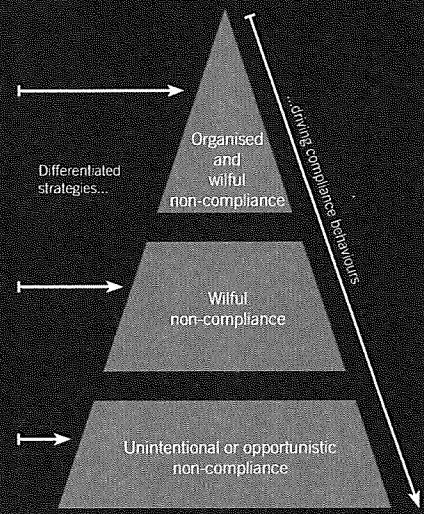 Organised
and
wilful
non-compliance
Differentiated
strategies...
...driving compliance behaviours
Wilful
non-compliance
Unintentional or opportunistic
non-compliance